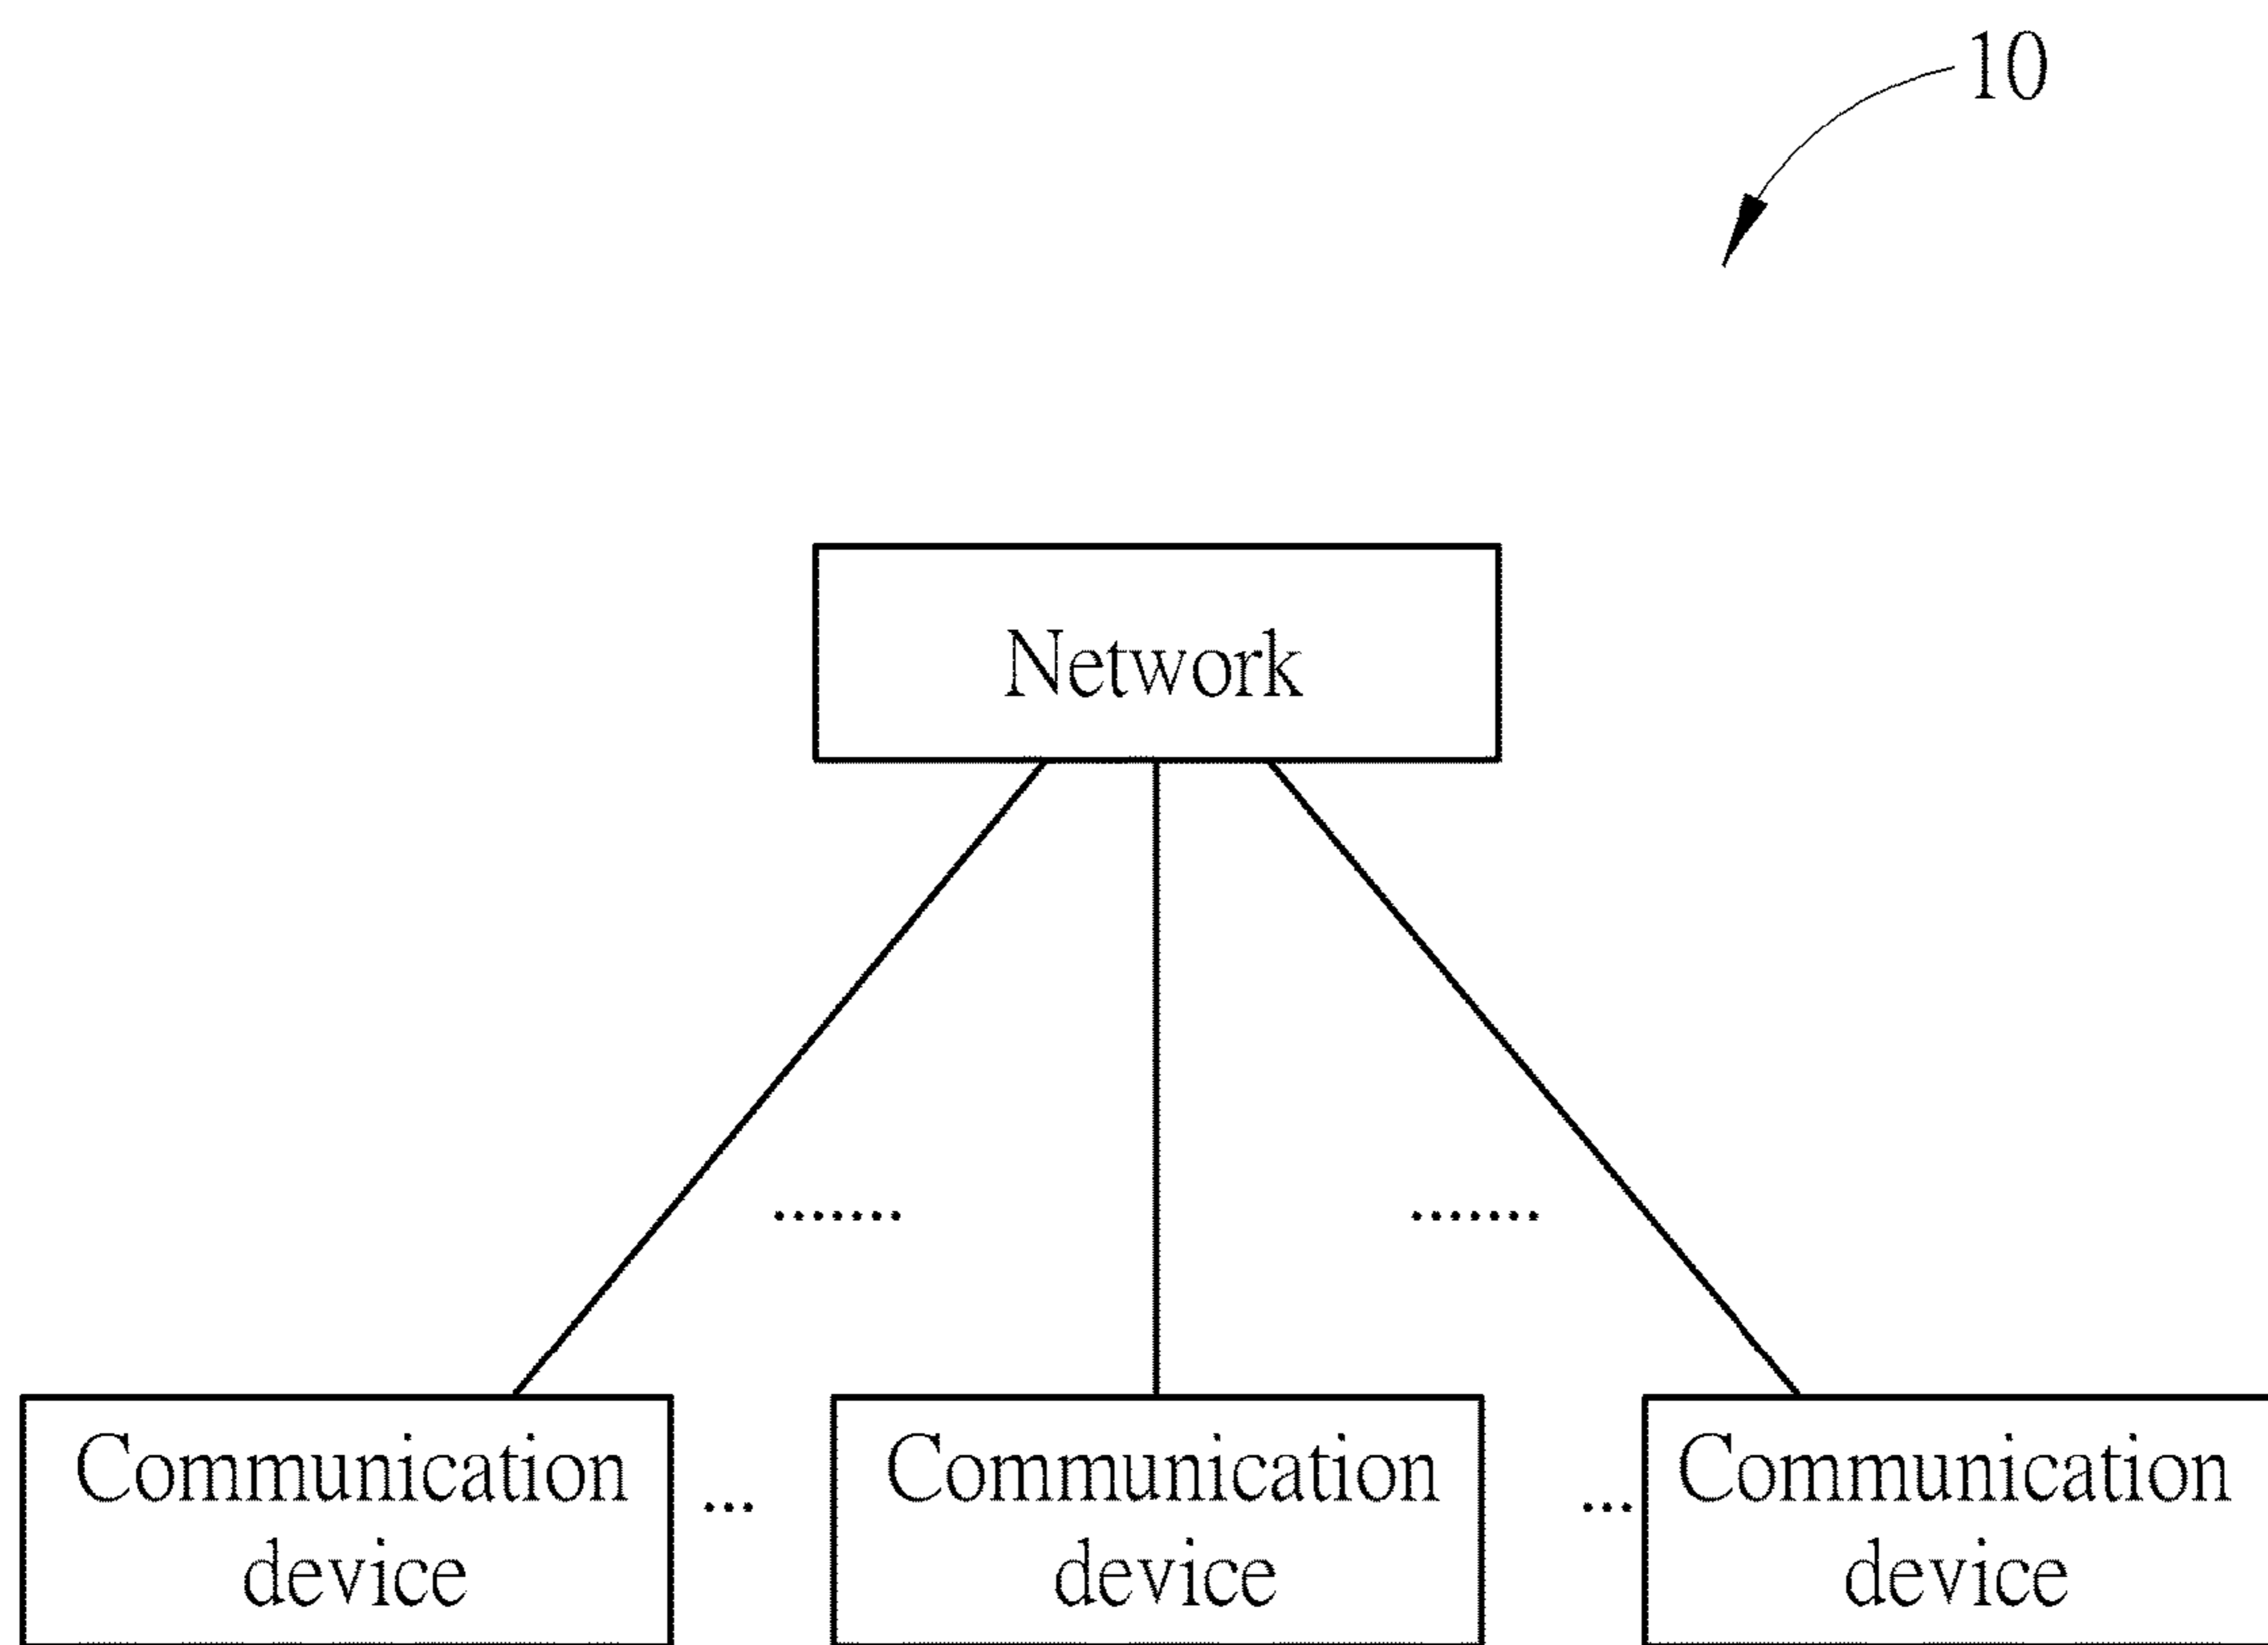 10
Network
.......
.......
Communication
device
...
Communication
device
...
Communication
device